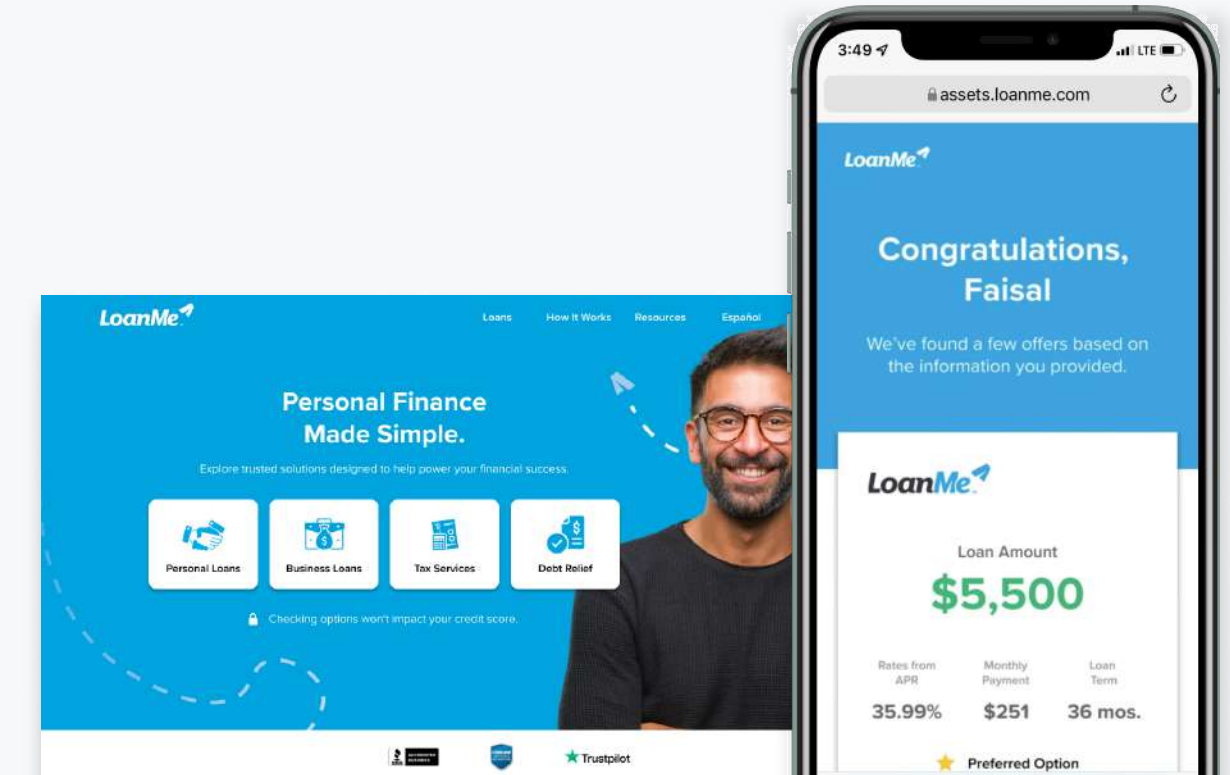 LoanMe
Loans How It Works Resources Español
Personal Finance
Made Simple.
Explore trusted solutions designed to help power your financial success.
Personal Loans Business Loans Tax Services Debt Relief
Checking options won't impact your credit score.
Trustpilot
3:49 LTE
assets.loanme.com
LoanMe
Congratulations,
Faisal
We've found a few offers based on
the information you provided.
LoanMe
Loan Amount
$5,500
Rates from Monthly Loan
APR Payment Term
35.99% $251 36 mos.
Preferred Option